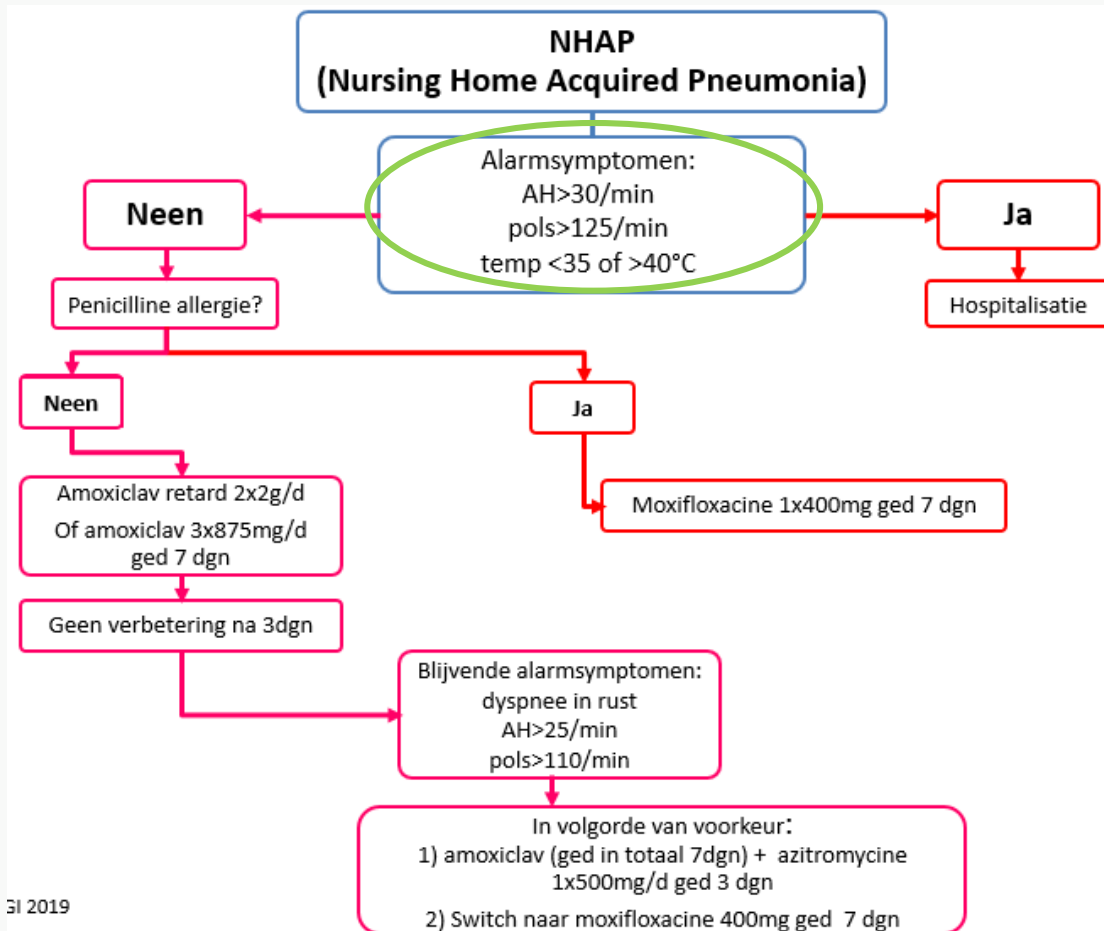 NHAP
(Nursing Home Acquired Pneumonia)
Alarmsymptomen:
AH>30/min
pols>125/min
temp <35 of >40°C
Neen
Ja
Penicilline allergie?
Hospitalisatie
Neen
Ja
Amoxiclav retard 2x2g/d
Of amoxiclav 3x875mg/d
ged 7 dgn
Moxifloxacine 1x400mg ged 7 dgn
Geen verbetering na 3dgn
Blijvende alarmsymptomen:
dyspnee in rust
AH>25/min
pols>110/min
In volgorde van voorkeur:
1) amoxiclav (ged in totaal 7dgn) + azitromycine
1x500mg/d ged 3 dgn
2) Switch naar moxifloxacine 400mg ged 7 dgn
GI 2019